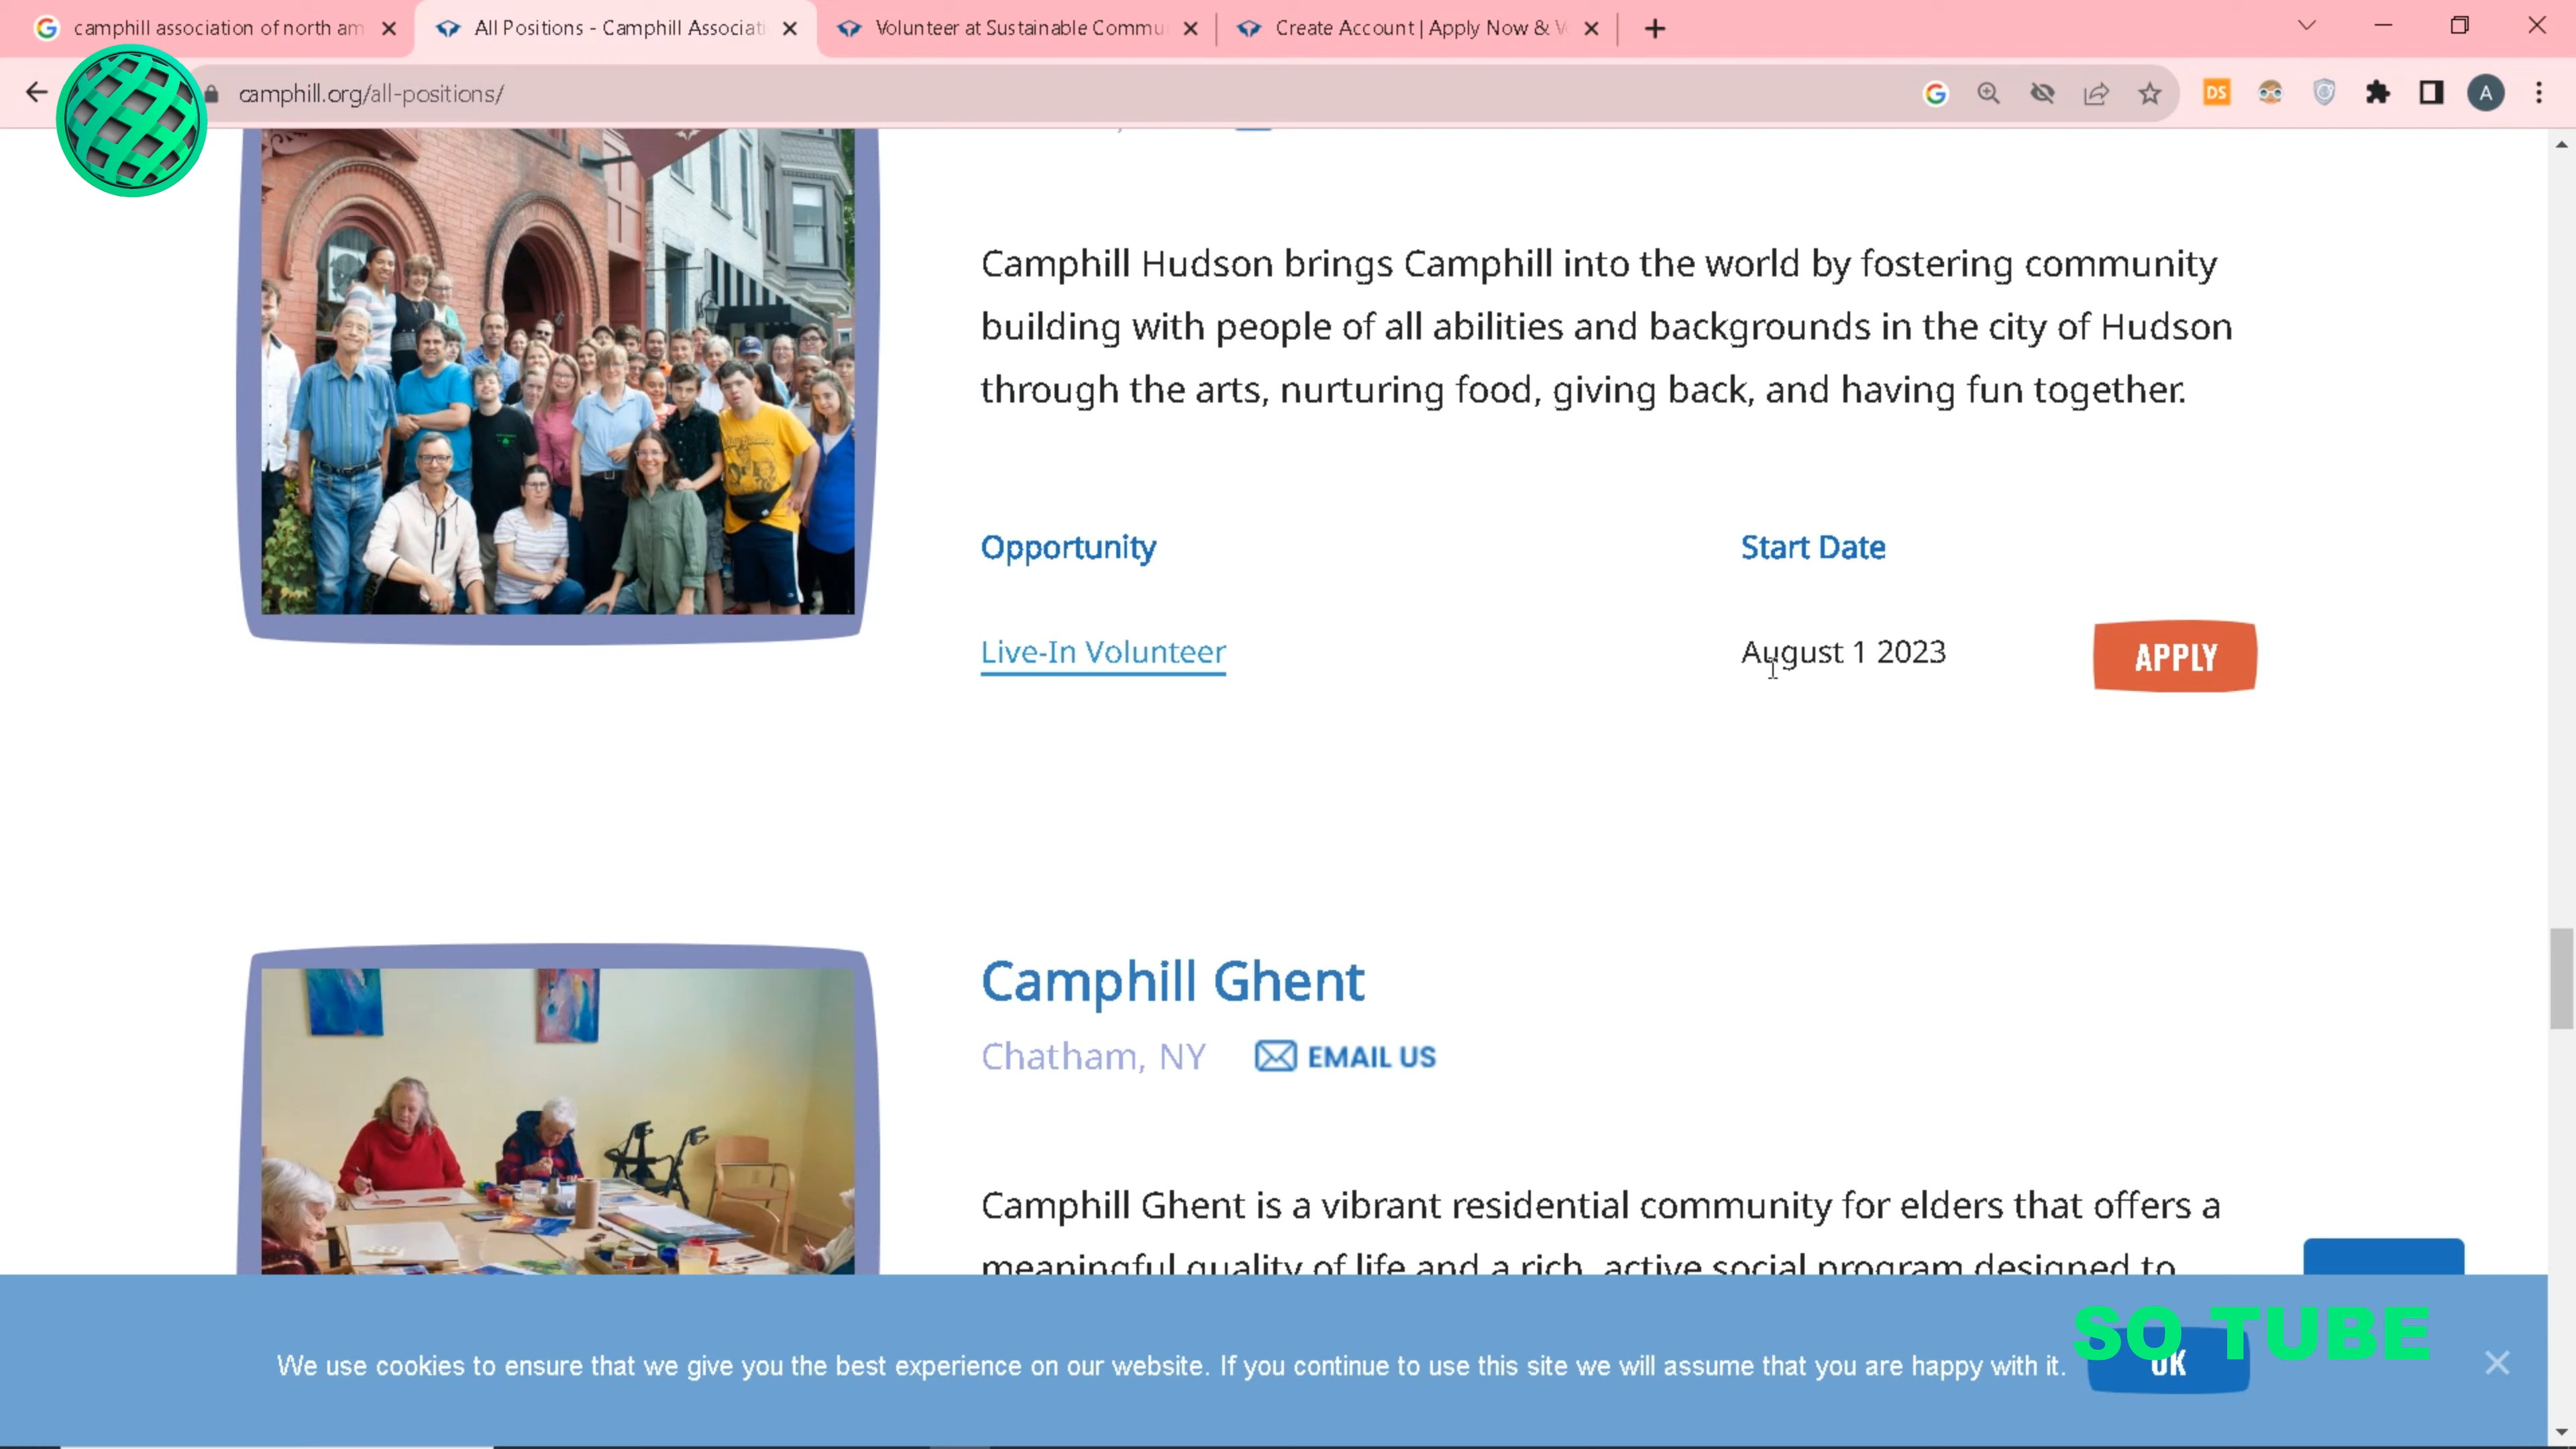 camphill association of north am
All Positions - Camphill Associati
Volunteer at Sustainable Commu
Create Account | Apply Now & V
camphill.org/all-positions/
DS
A
Camphill Hudson brings Camphill into the world by fostering community
building with people of all abilities and backgrounds in the city of Hudson
through the arts, nurturing food, giving back, and having fun together.
Opportunity
Start Date
Live-In Volunteer
August 1 2023
APPLY
Camphill Ghent
Chatham, NY
EMAIL US
Camphill Ghent is a vibrant residential community for elders that offers a
meaningful quality of life and a rich, active social program designed to
We use cookies to ensure that we give you the best experience on our website. If you continue to use this site we will assume that you are happy with it.
OK
SO TUBE